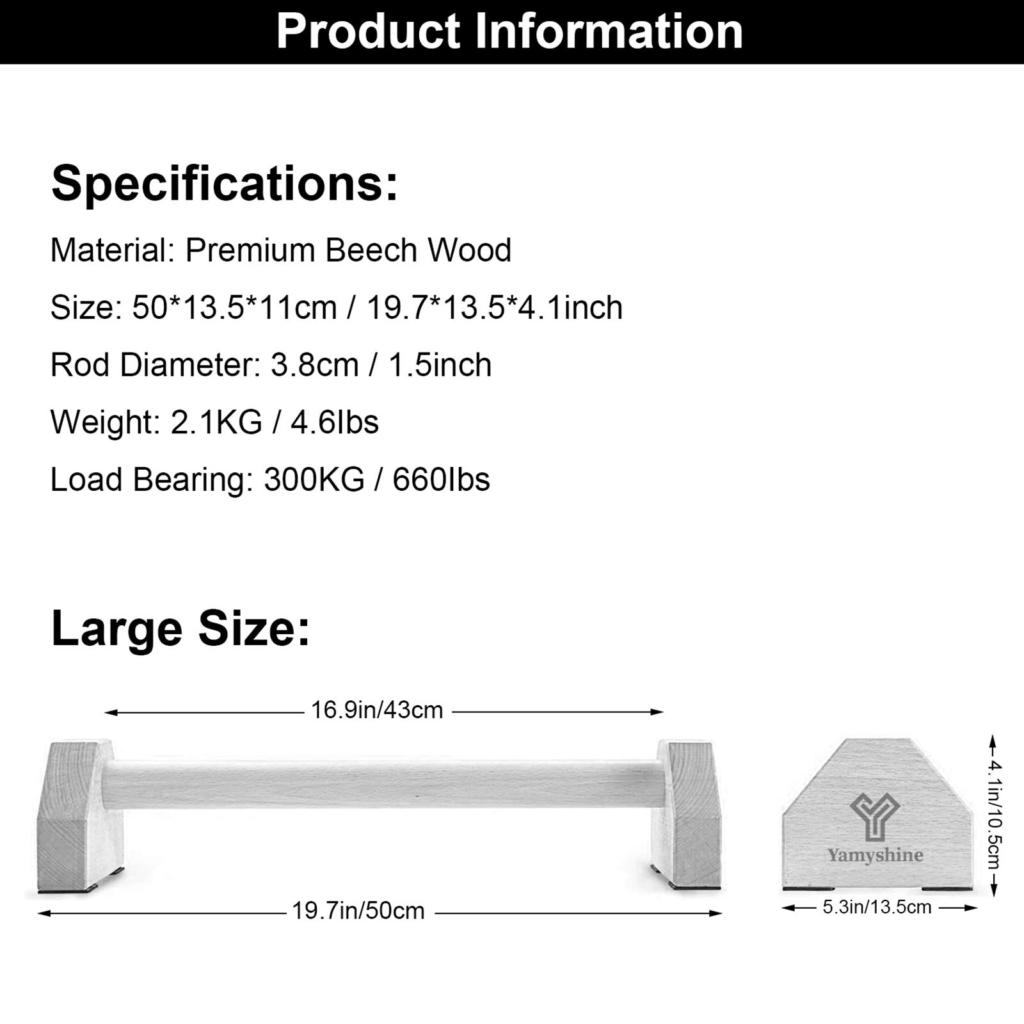 Product Information
Specifications:
Material: Premium Beech Wood
Size: 50*13.5*11cm / 19.7*13.5*4.1inch
Rod Diameter: 3.8cm / 1.5inch
Weight: 2.1KG / 4.6lbs
Load Bearing: 300KG / 660lbs
Large Size:
16.9in/43cm
4.1in/10.5cm
Yamyshine
19.7in/50cm
5.3in/13.5cm